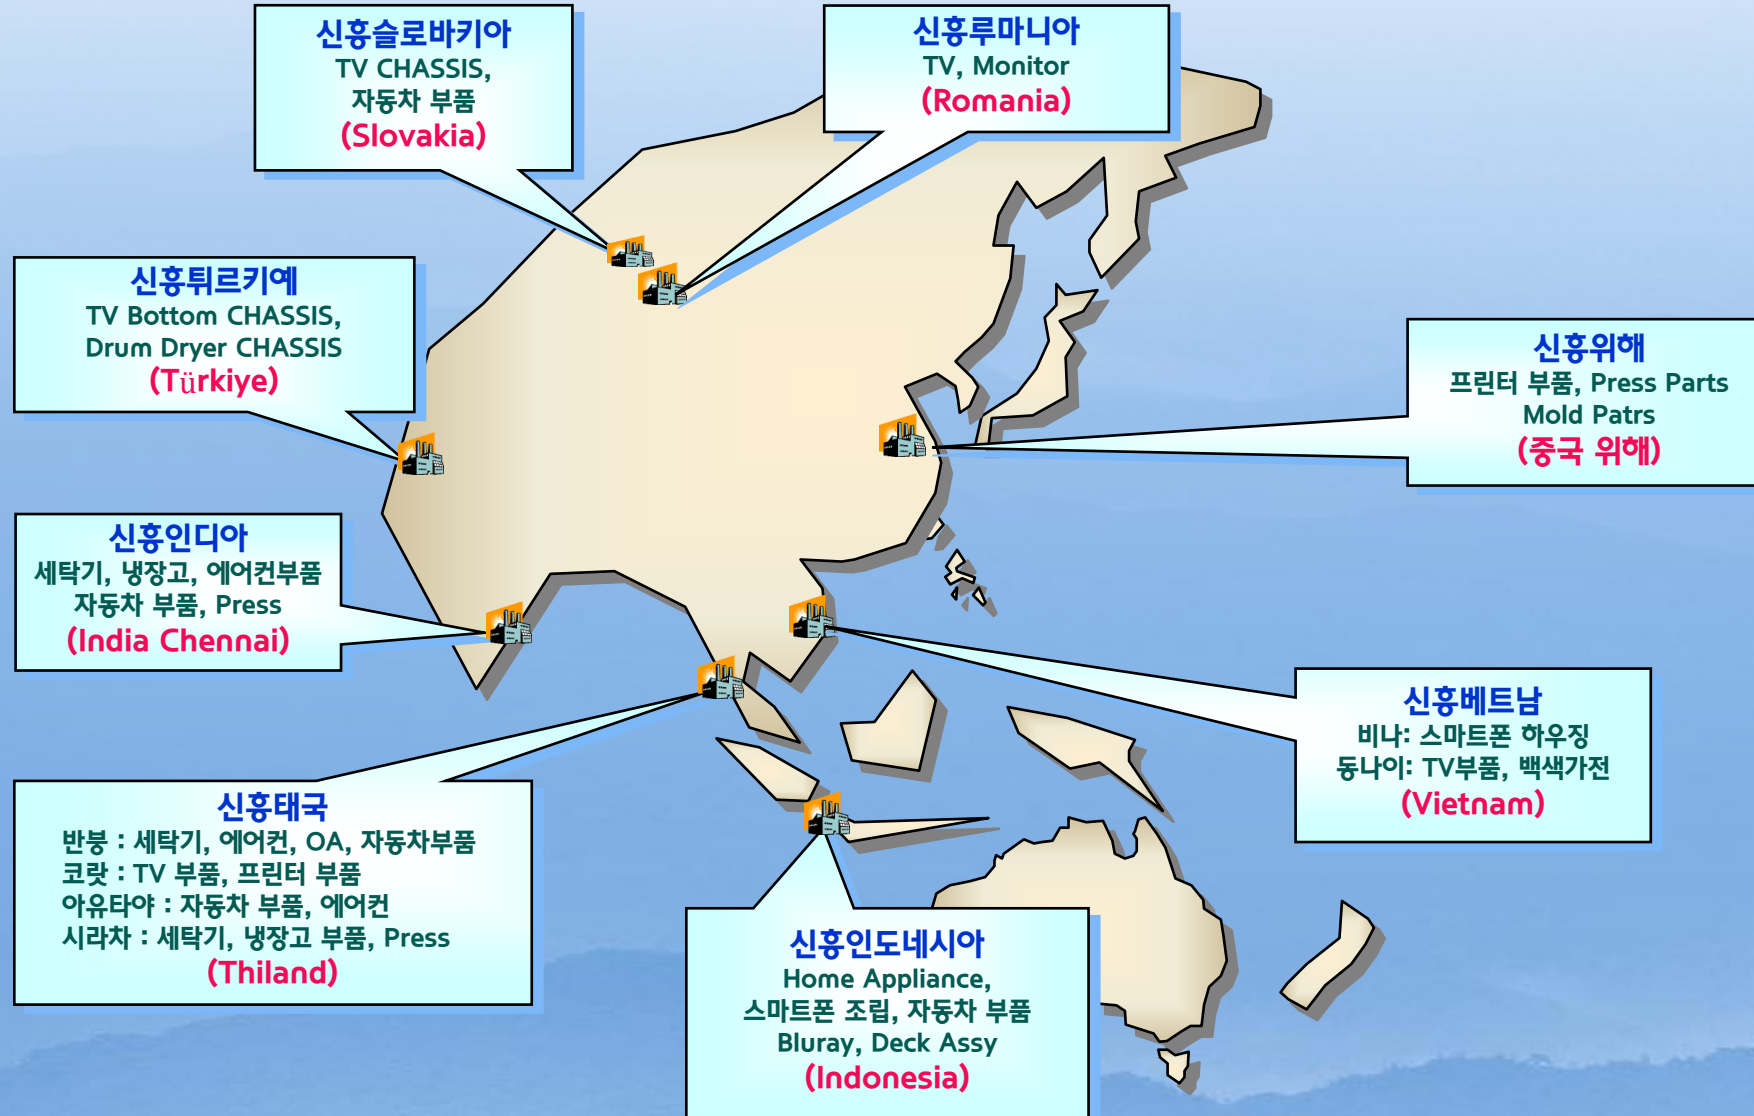 신흥슬로바키아
TV CHASSIS,
자동차 부품
(Slovakia)
신흥루마니아
TV, Monitor
(Romania)
신흥튀르키예
TV Bottom CHASSIS,
Drum Dryer CHASSIS
(Türkiye)
신흥위해
프린터 부품, Press Parts
Mold Patrs
(중국 위해)
신흥인디아
세탁기, 냉장고, 에어컨부품
자동차 부품, Press
(India Chennai)
신흥베트남
비나: 스마트폰 하우징
동나이: TV부품, 백색가전
(Vietnam)
신흥태국
반붕 : 세탁기, 에어컨, OA, 자동차부품
코랏 : TV 부품, 프린터 부품
아유타야 : 자동차 부품, 에어컨
시라차 : 세탁기, 냉장고 부품, Press
(Thiland)
신흥인도네시아
Home Appliance,
스마트폰 조립, 자동차 부품
Bluray, Deck Assy
(Indonesia)